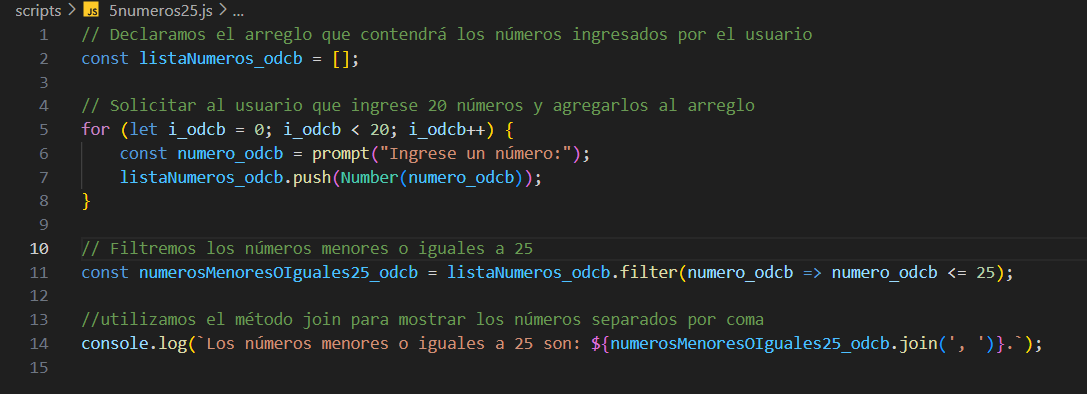 scripts > JS 5numeros25.js > ...
1 // Declaramos el arreglo que contendrá los números ingresados por el usuario
2 const listaNumeros_odcb = [];
3
4 // Solicitar al usuario que ingrese 20 números y agregarlos al arreglo
5 for (let i_odcb = 0; i_odcb < 20; i_odcb++) {
6     const numero_odcb = prompt("Ingrese un número:");
7     listaNumeros_odcb.push(Number(numero_odcb));
8 }
9
10 // Filtremos los números menores o iguales a 25
11 const numerosMenoresOIguales25_odcb = listaNumeros_odcb.filter(numero_odcb => numero_odcb <= 25);
12
13 //utilizamos el método join para mostrar los números separados por coma
14 console.log(`Los números menores o iguales a 25 son: ${numerosMenoresOIguales25_odcb.join(', ')}.`);
15